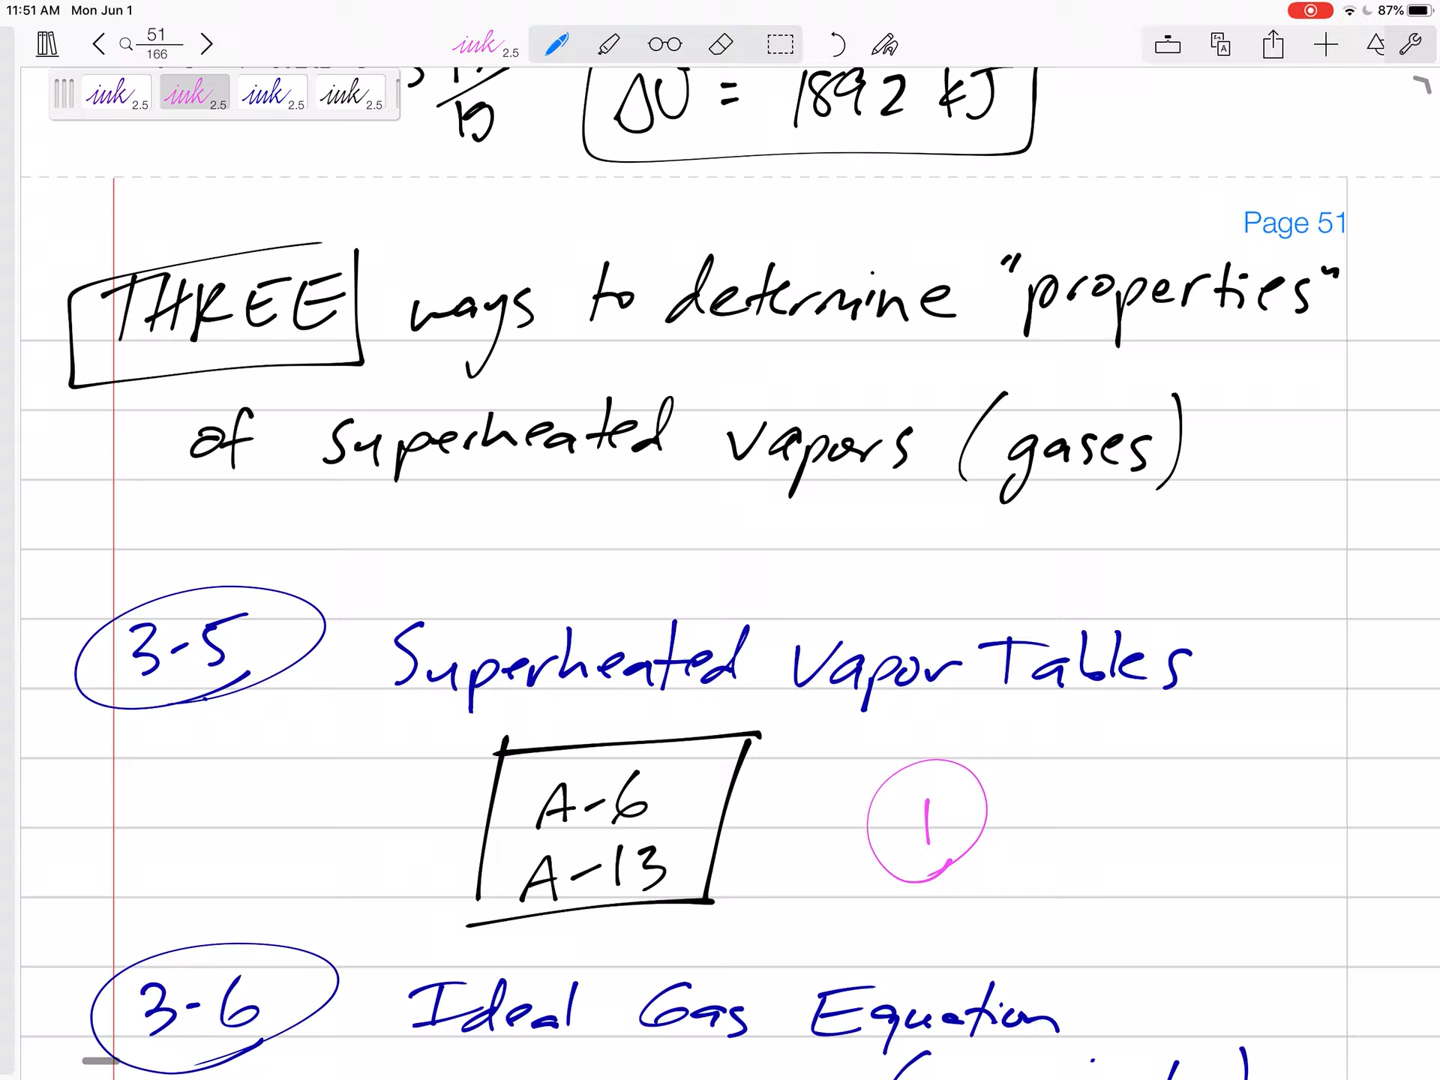 11:51 AM Mon Jun 1
87%
51
166
ink 2.5
ink 2.5 ink 2.5 ink 2.5 ink 2.5
ΔU = 1892 kJ
Page 51
THREE ways to determine "properties"
of superheated vapors (gases)
3-5 Superheated Vapor Tables
A-6
A-13
1
3-6 Ideal Gas Equation